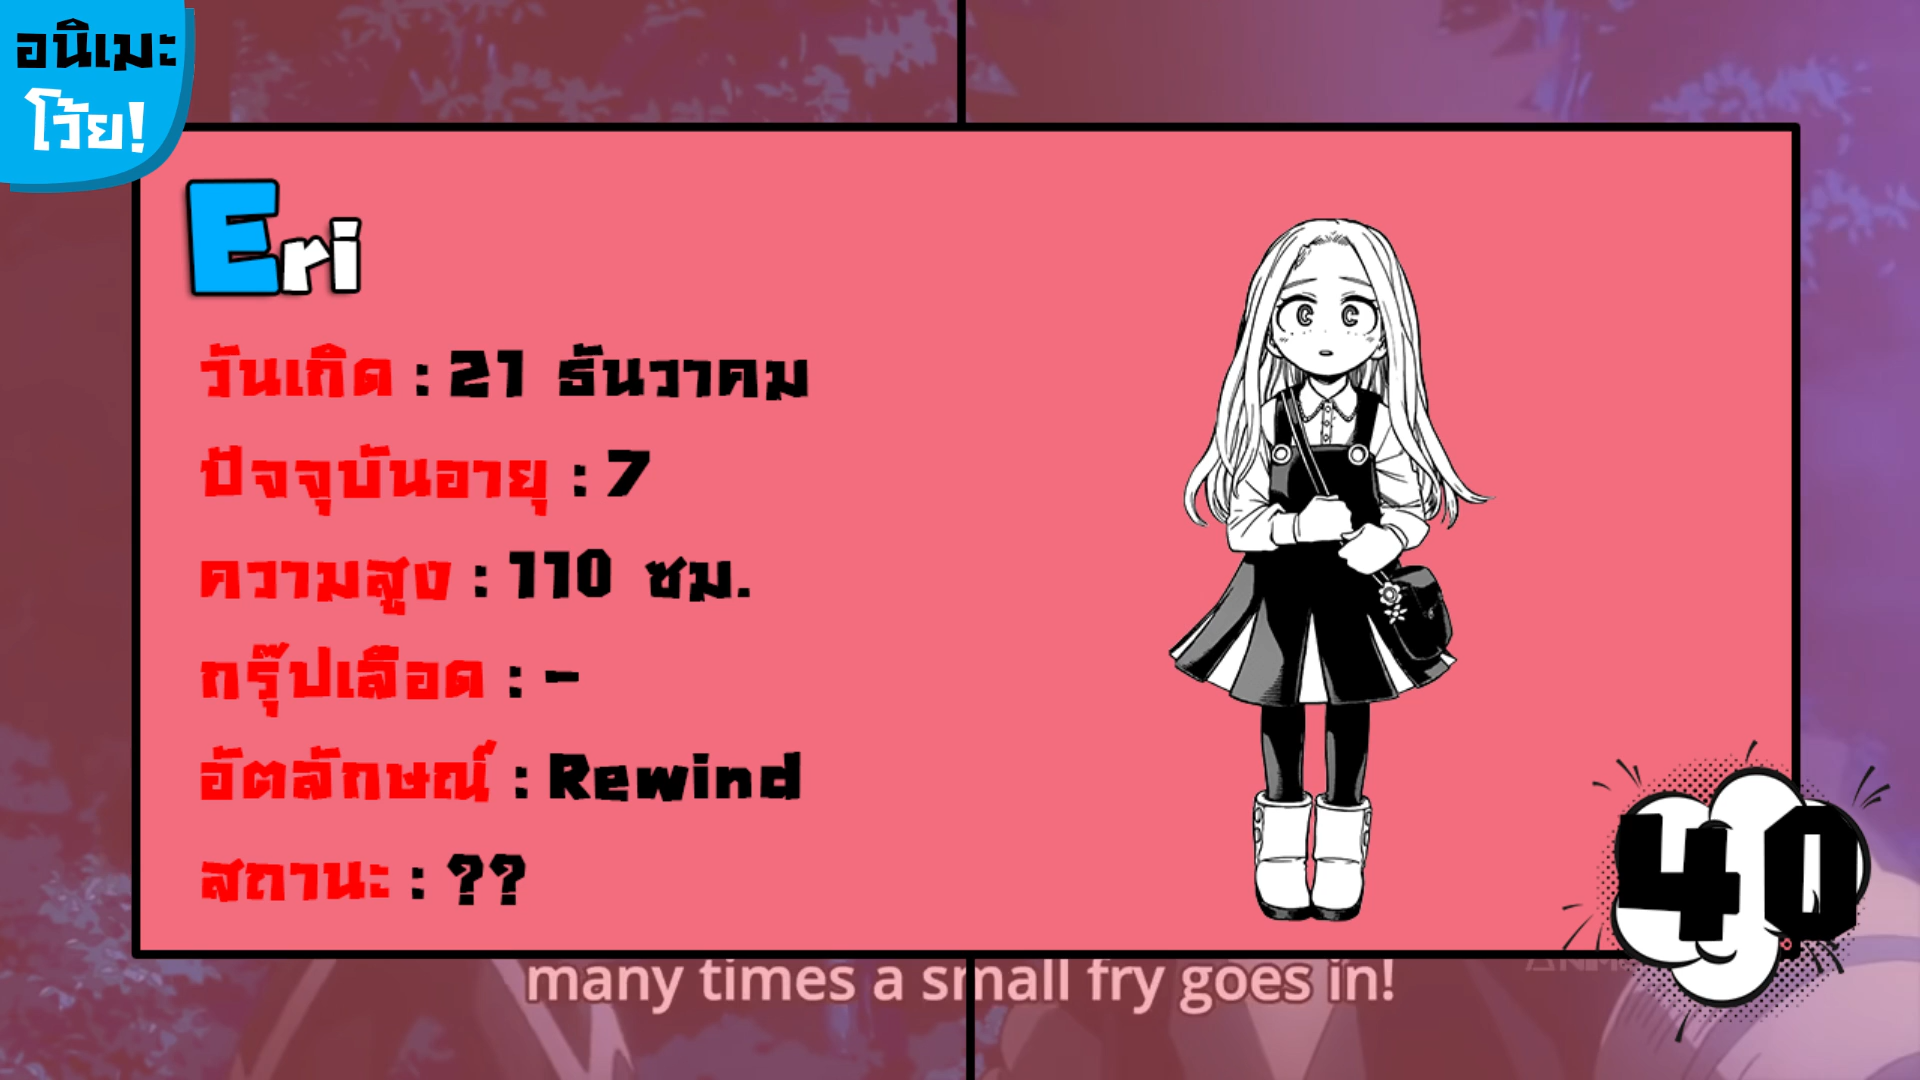 อนิเมะ
โว้ย!
Eri
วันเกิด : 21 ธันวาคม
ปัจจุบันอายุ : 7
ความสูง : 110 ซม.
กรุ๊ปเลือด : -
อัตลักษณ์ : Rewind
สถานะ : ??
40
many times a small fry goes in!